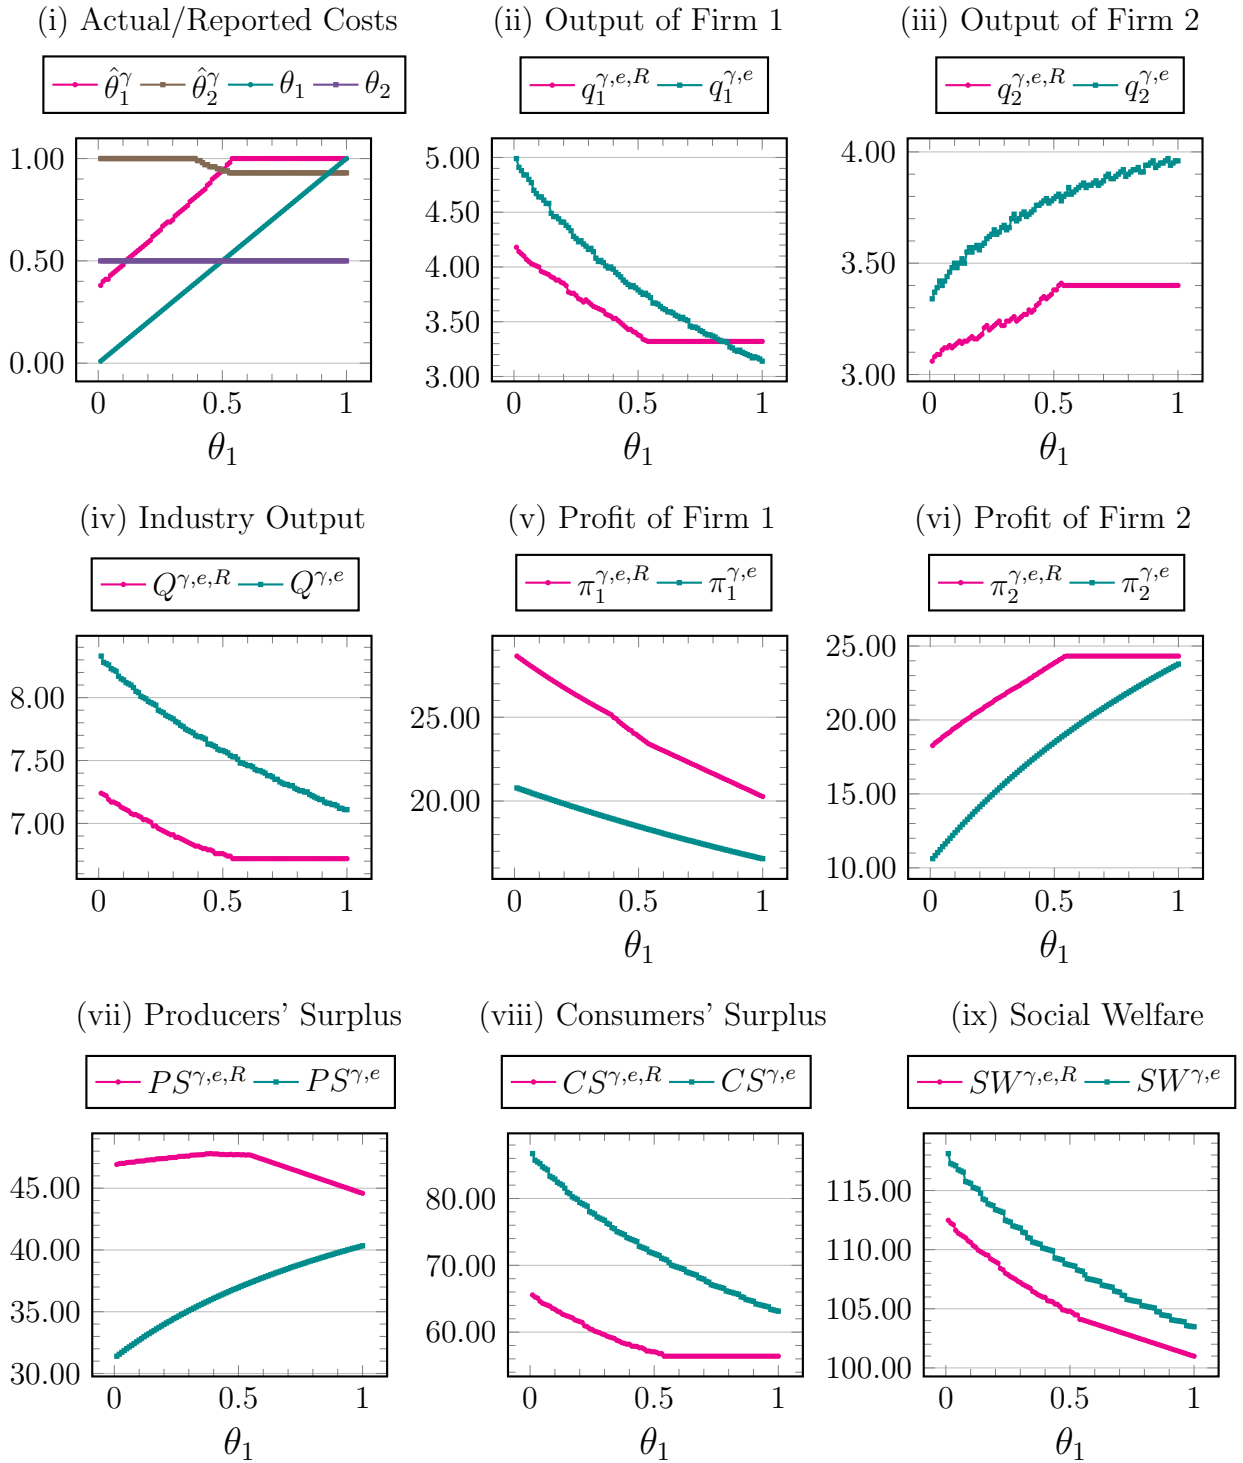 (i) Actual/Reported Costs
θ̂₁^γ θ̂₂^γ θ₁ θ₂
1.00
0.50
0.00
0 0.5 1
θ₁
(ii) Output of Firm 1
q₁^{γ,e,R} q₁^{γ,e}
5.00
4.50
4.00
3.50
3.00
0 0.5 1
θ₁
(iii) Output of Firm 2
q₂^{γ,e,R} q₂^{γ,e}
4.00
3.50
3.00
0 0.5 1
θ₁
(iv) Industry Output
Q^{γ,e,R} Q^{γ,e}
8.00
7.50
7.00
0 0.5 1
(v) Profit of Firm 1
π₁^{γ,e,R} π₁^{γ,e}
25.00
20.00
0 0.5 1
θ₁
(vi) Profit of Firm 2
π₂^{γ,e,R} π₂^{γ,e}
25.00
20.00
15.00
10.00
0 0.5 1
θ₁
(vii) Producers' Surplus
PS^{γ,e,R} PS^{γ,e}
45.00
40.00
35.00
30.00
0 0.5 1
θ₁
(viii) Consumers' Surplus
CS^{γ,e,R} CS^{γ,e}
80.00
70.00
60.00
0 0.5 1
θ₁
(ix) Social Welfare
SW^{γ,e,R} SW^{γ,e}
115.00
110.00
105.00
100.00
0 0.5 1
θ₁